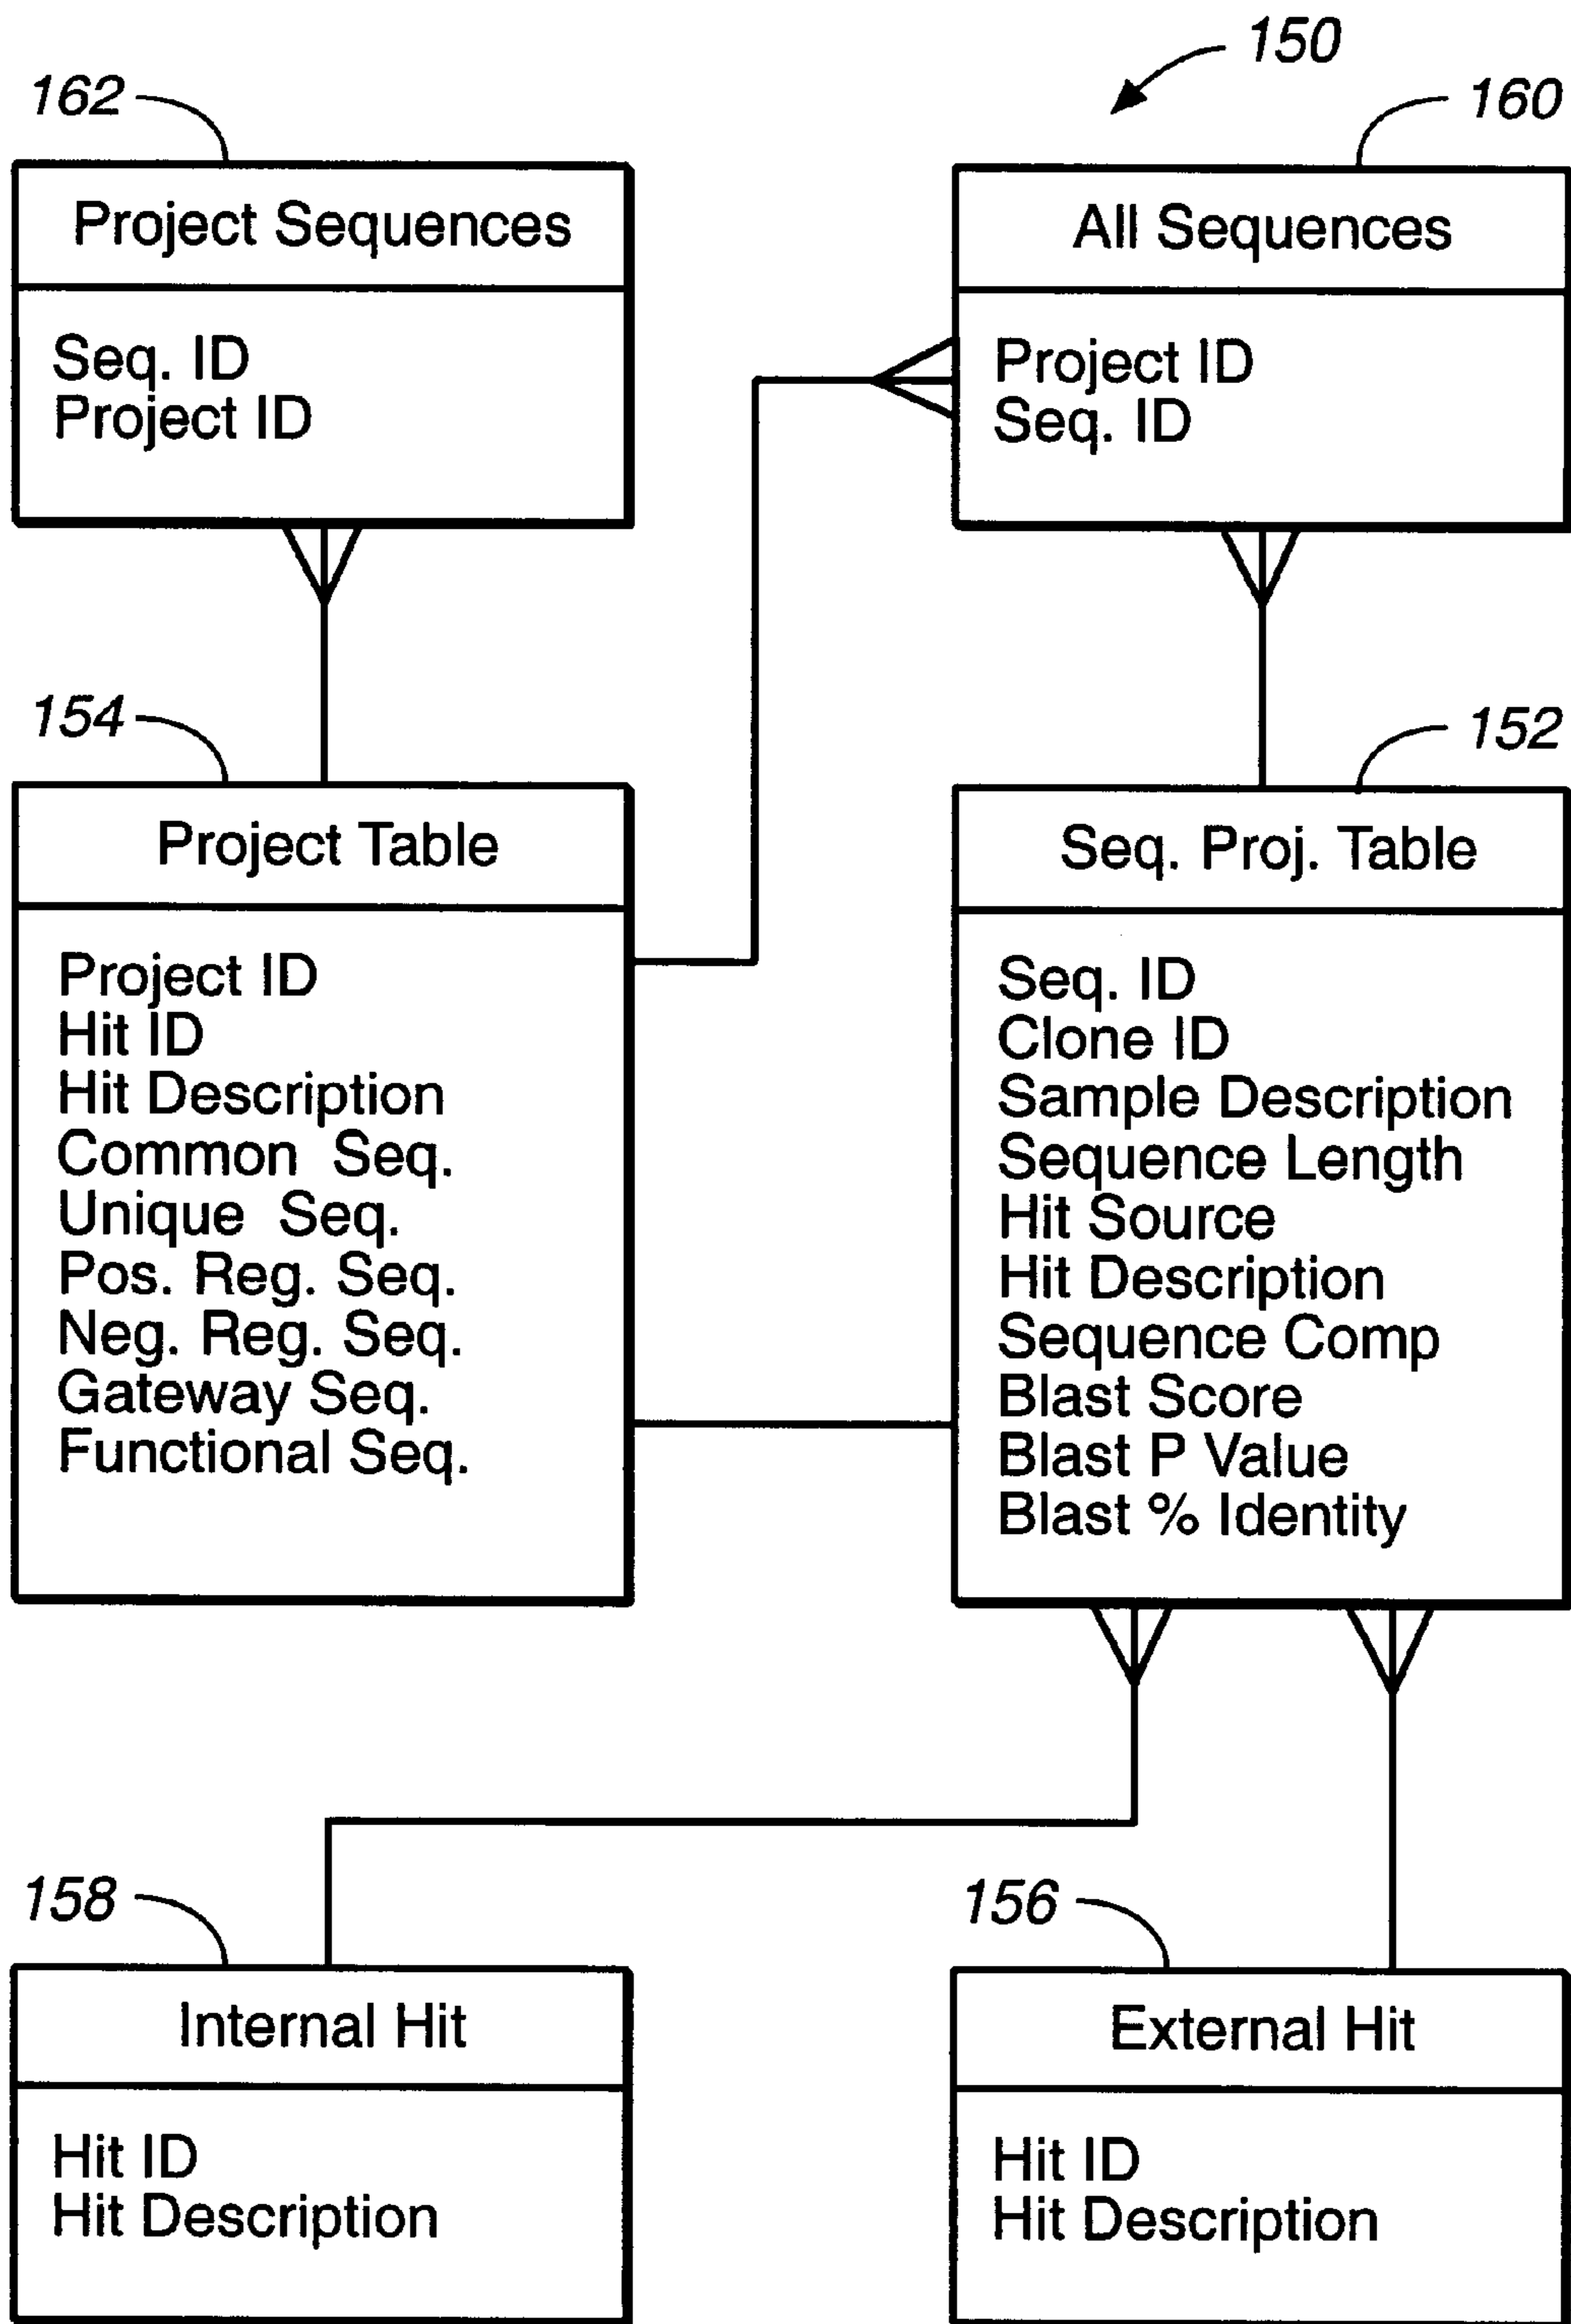 150
162
160
Project Sequences
Seq. ID
Project ID
All Sequences
Project ID
Seq. ID
154
152
Project Table
Project ID
Hit ID
Hit Description
Common Seq.
Unique Seq.
Pos. Reg. Seq.
Neg. Reg. Seq.
Gateway Seq.
Functional Seq.
Seq. Proj. Table
Seq. ID
Clone ID
Sample Description
Sequence Length
Hit Source
Hit Description
Sequence Comp
Blast Score
Blast P Value
Blast % Identity
158
156
Internal Hit
Hit ID
Hit Description
External Hit
Hit ID
Hit Description